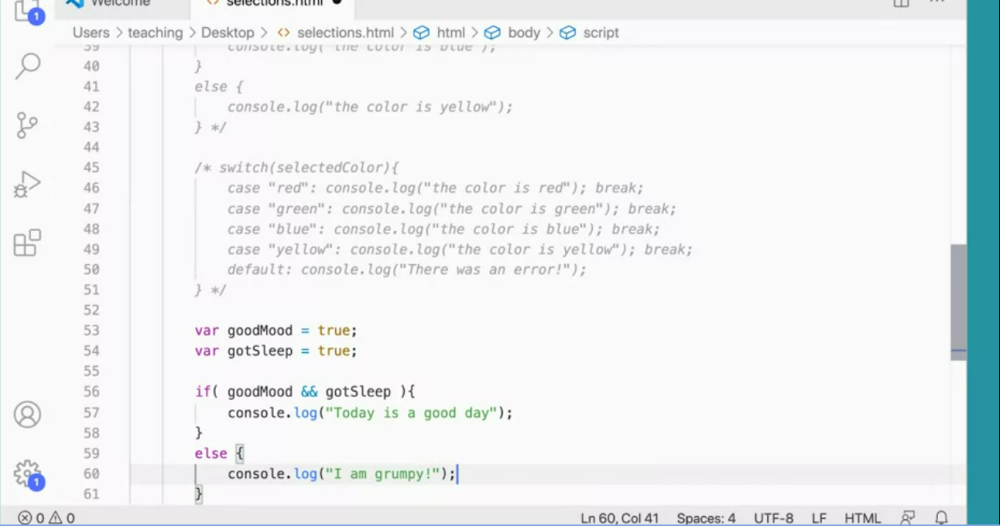 Welcome
selections.html
Users > teaching > Desktop > selections.html > html > body > script
39 console.log("the color is blue");
40 }
41 else {
42 console.log("the color is yellow");
43 } */
44
45 /* switch(selectedColor){
46 case "red": console.log("the color is red"); break;
47 case "green": console.log("the color is green"); break;
48 case "blue": console.log("the color is blue"); break;
49 case "yellow": console.log("the color is yellow"); break;
50 default: console.log("There was an error!");
51 } */
52
53 var goodMood = true;
54 var gotSleep = true;
55
56 if( goodMood && gotSleep ){
57 console.log("Today is a good day");
58 }
59 else {
60 console.log("I am grumpy!");
61 }
1
1
0 0
Ln 60, Col 41 Spaces: 4 UTF-8 LF HTML